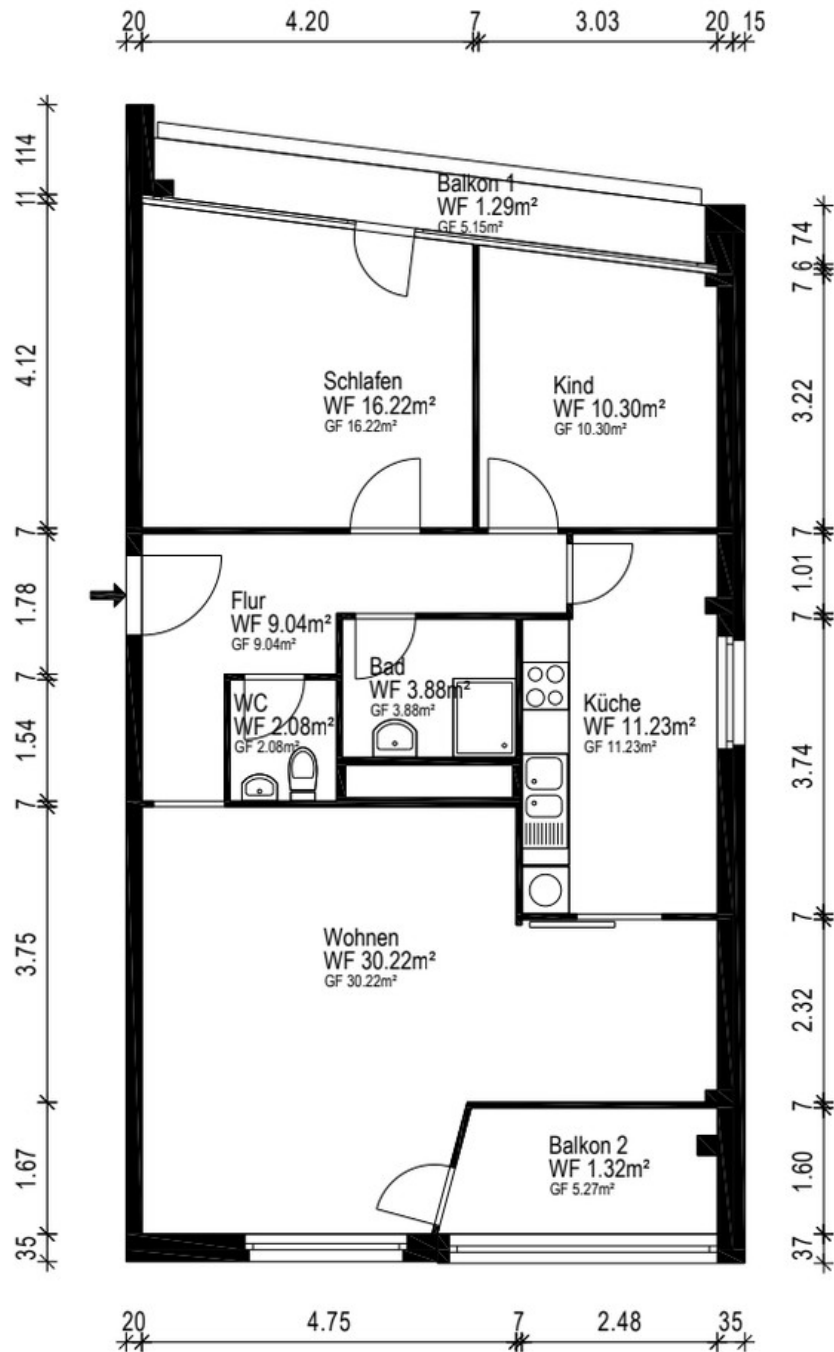 20 4.20 7 3.03 20 15
114
11
4.12
7
1.78
7
1.54
7
3.75
1.67
35
Balkon 1
WF 1.29m²
GF 5.15m²
Schlafen
WF 16.22m²
GF 16.22m²
Kind
WF 10.30m²
GF 10.30m²
Flur
WF 9.04m²
GF 9.04m²
Bad
WF 3.88m²
GF 3.88m²
WC
WF 2.08m²
GF 2.08m²
Küche
WF 11.23m²
GF 11.23m²
Wohnen
WF 30.22m²
GF 30.22m²
Balkon 2
WF 1.32m²
GF 5.27m²
74
6
7
3.22
7
1.01
7
3.74
7
2.32
7
1.60
37
20 4.75 7 2.48 35